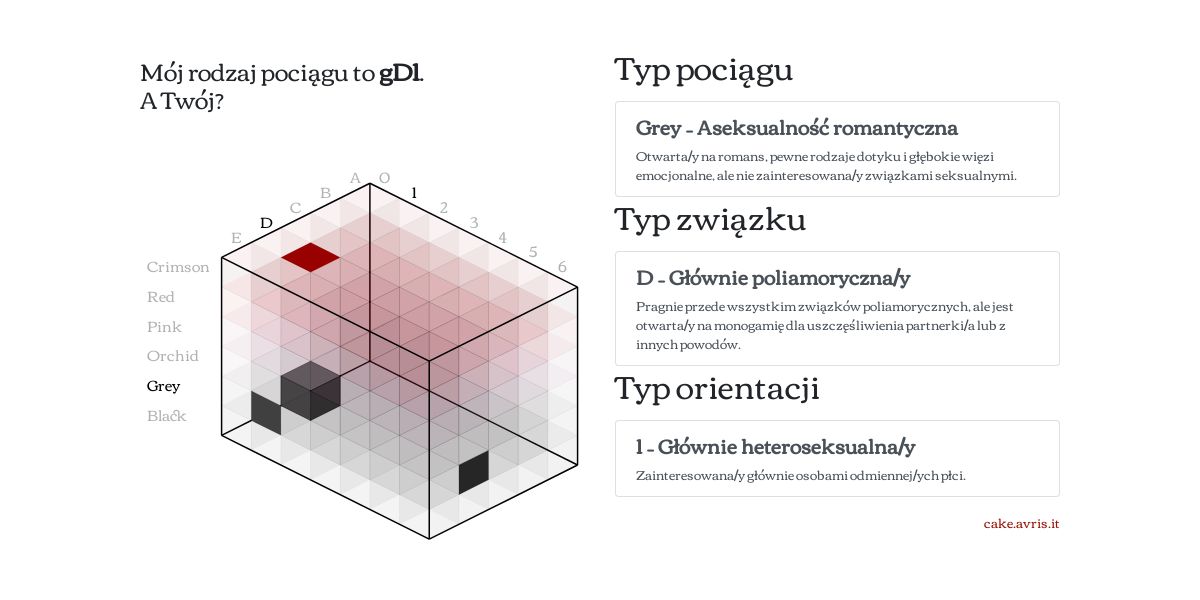 Mój rodzaj pociągu to gD1.
A Twój?
A O
B 1
C 2
D 3
E 4
5
6
Crimson
Red
Pink
Orchid
Grey
Black
Typ pociągu
Grey – Aseksualność romantyczna
Otwarta/y na romans, pewne rodzaje dotyku i głębokie więzi
emocjonalne, ale nie zainteresowana/y związkami seksualnymi.
Typ związku
D – Głównie poliamoryczna/y
Pragnie przede wszystkim związków poliamorycznych, ale jest
otwarta/y na monogamię dla uszczęśliwienia partnerki/a lub z
innych powodów.
Typ orientacji
1 – Głównie heteroseksualna/y
Zainteresowana/y głównie osobami odmiennej/ych płci.
cake.avris.it